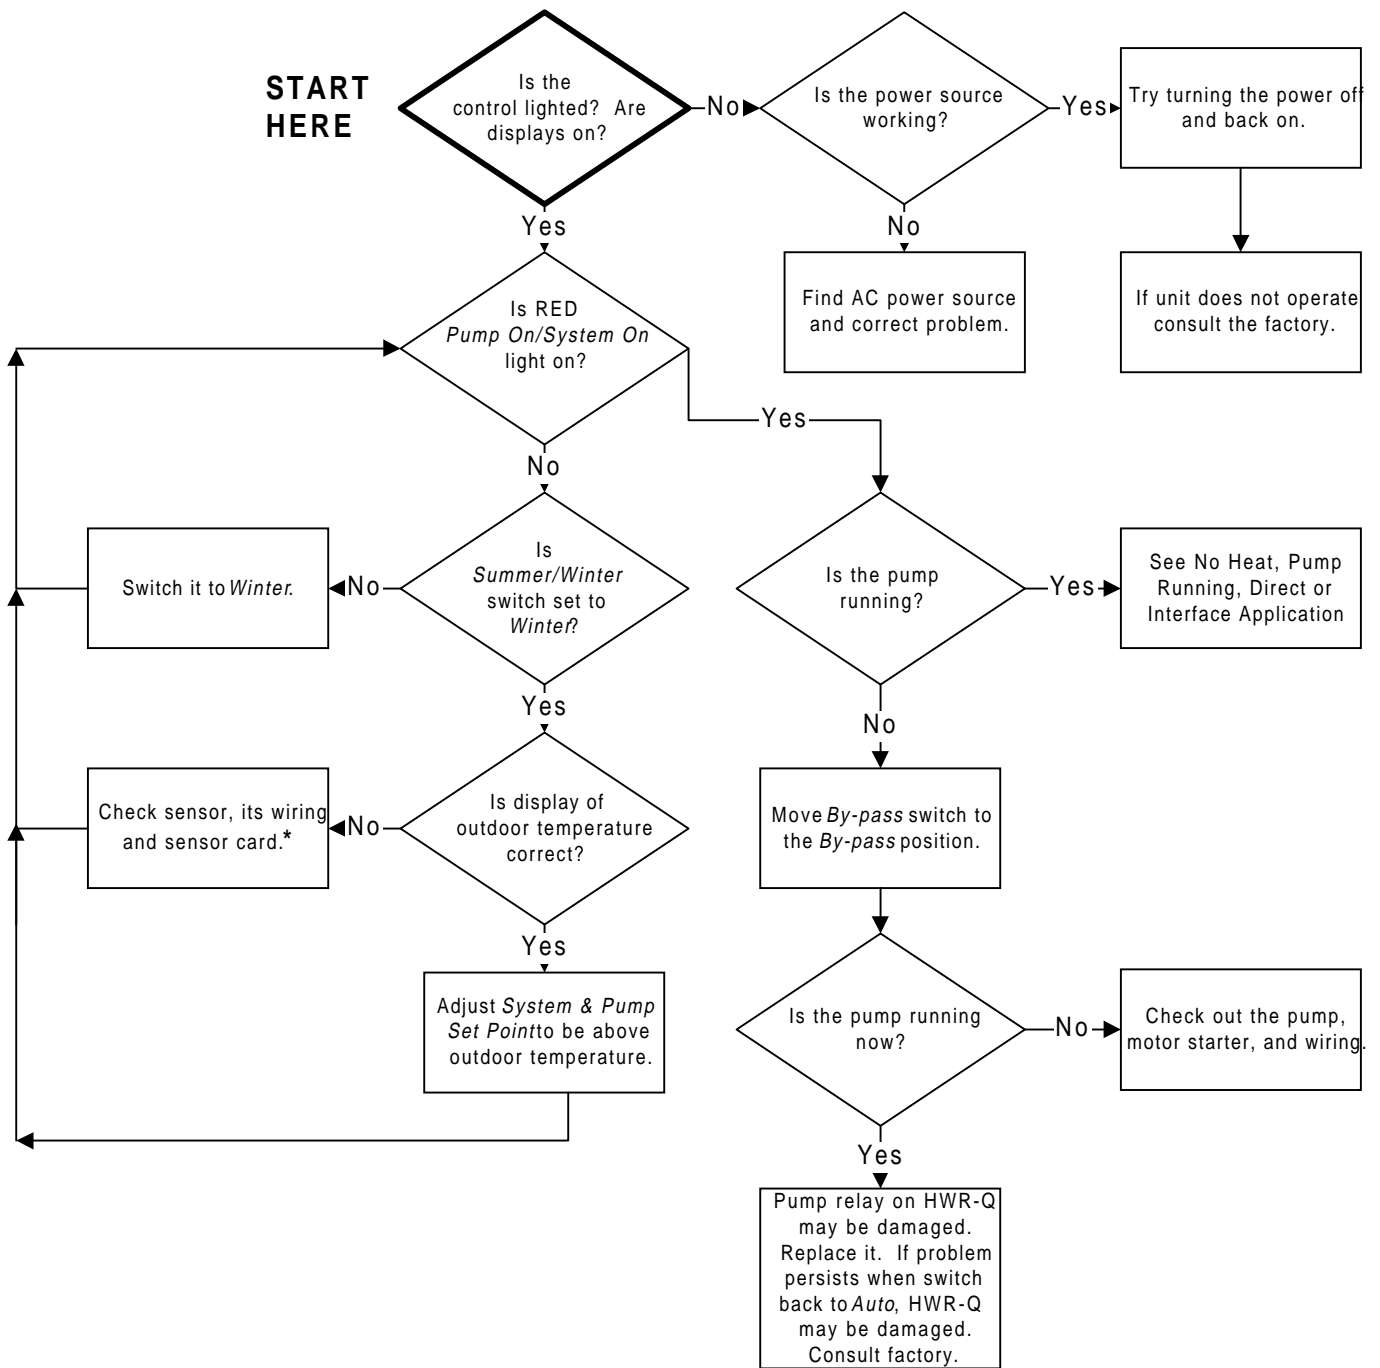 START
HERE
Is the
control lighted? Are
displays on?
No
Is the power source
working?
Yes
Try turning the power off
and back on.
Yes
No
Find AC power source
and correct problem.
If unit does not operate
consult the factory.
Is RED
Pump On/System On
light on?
Yes
No
Switch it to Winter.
No
Is
Summer/Winter
switch set to
Winter?
Is the pump
running?
Yes
See No Heat, Pump
Running, Direct or
Interface Application
Yes
No
Check sensor, its wiring
and sensor card.*
No
Is display of
outdoor temperature
correct?
Move By-pass switch to
the By-pass position.
Yes
Adjust System & Pump
Set Point to be above
outdoor temperature.
Is the pump running
now?
No
Check out the pump,
motor starter, and wiring.
Yes
Pump relay on HWR-Q
may be damaged.
Replace it. If problem
persists when switch
back to Auto, HWR-Q
may be damaged.
Consult factory.